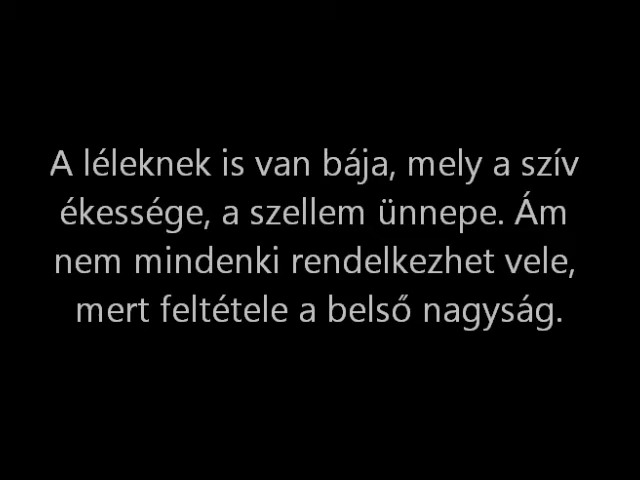 A léleknek is van bája, mely a szív
ékessége, a szellem ünnepe. Ám
nem mindenki rendelkezhet vele,
mert feltétele a belső nagyság.